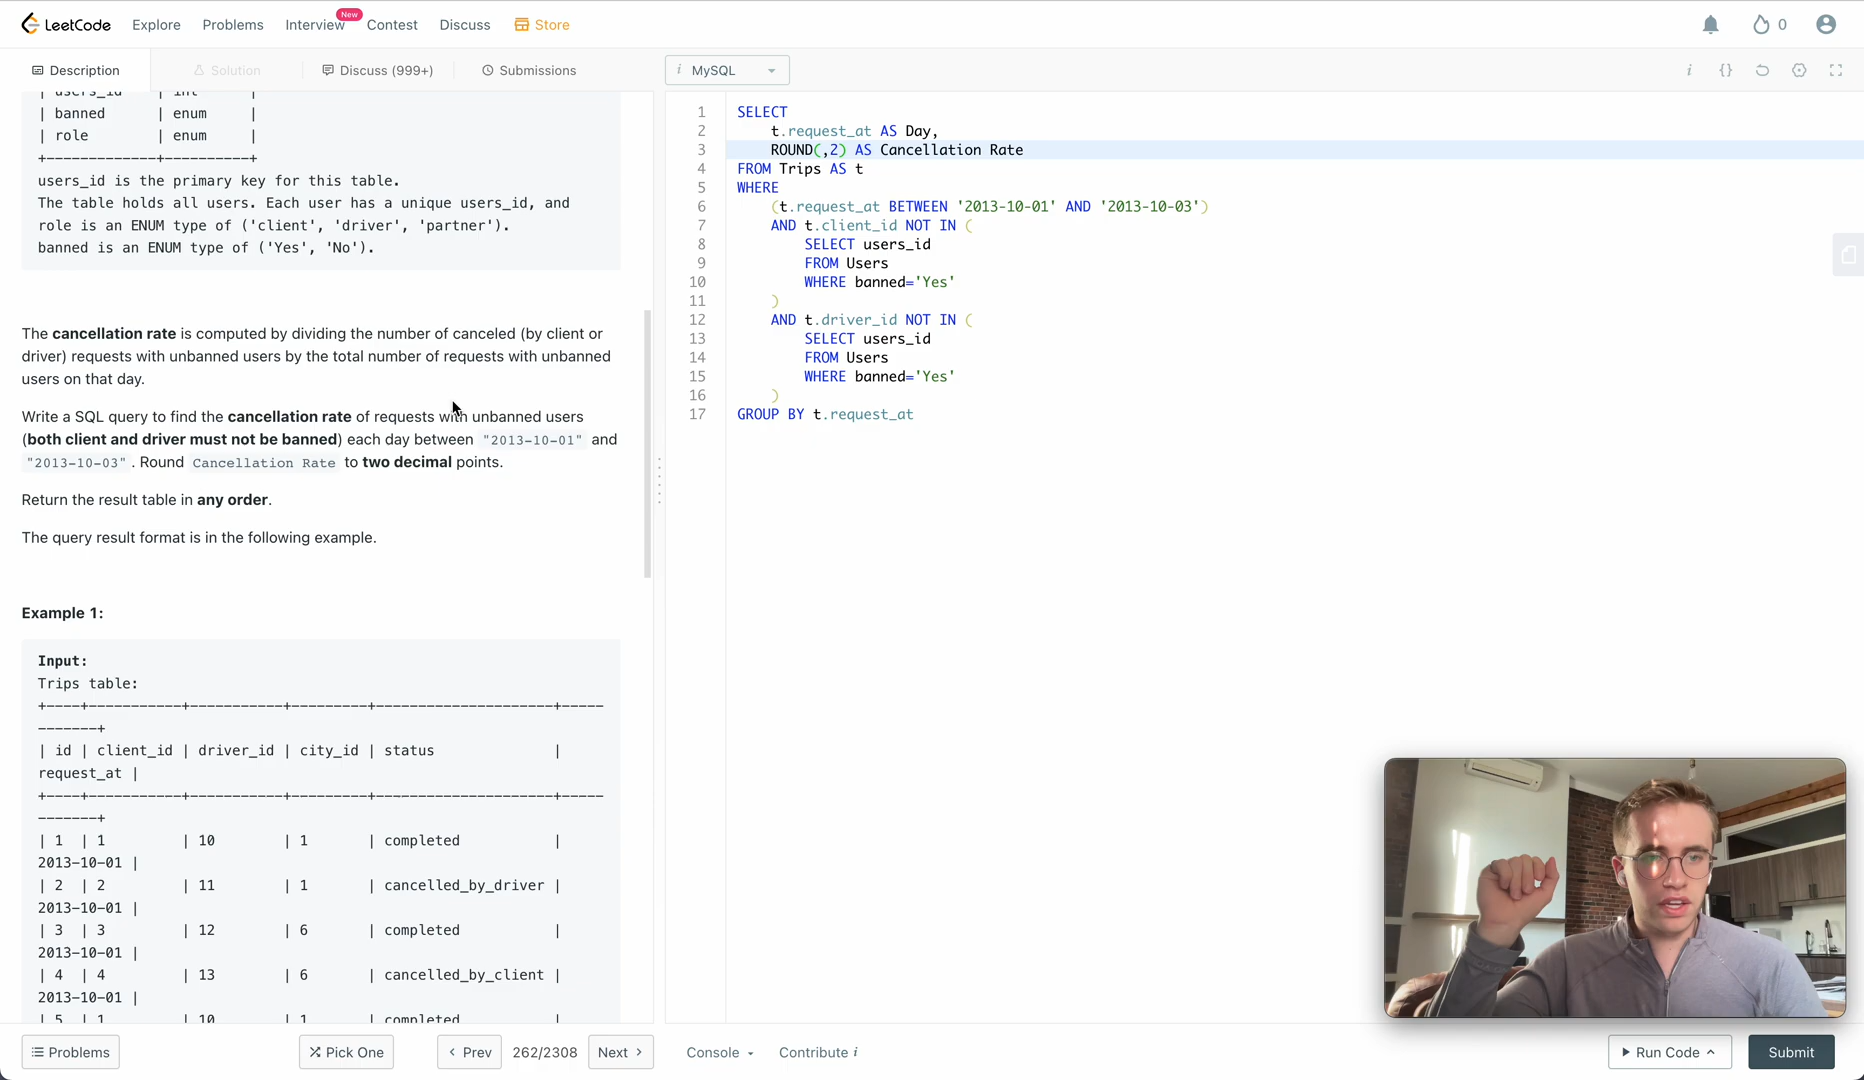 LeetCode Explore Problems Interview New Contest Discuss Store 0
Description Solution Discuss (999+) Submissions i MySQL i {}
| users_id | int |
| banned | enum |
| role | enum |
+-------------+----------+
users_id is the primary key for this table.
The table holds all users. Each user has a unique users_id, and
role is an ENUM type of ('client', 'driver', 'partner').
banned is an ENUM type of ('Yes', 'No').
The cancellation rate is computed by dividing the number of canceled (by client or
driver) requests with unbanned users by the total number of requests with unbanned
users on that day.
Write a SQL query to find the cancellation rate of requests with unbanned users
(both client and driver must not be banned) each day between "2013-10-01" and
"2013-10-03". Round Cancellation Rate to two decimal points.
Return the result table in any order.
The query result format is in the following example.
Example 1:
Input:
Trips table:
+----+-----------+-----------+---------+---------------------+-----
-------+
| id | client_id | driver_id | city_id | status |
request_at |
+----+-----------+-----------+---------+---------------------+-----
-------+
| 1 | 1 | 10 | 1 | completed |
2013-10-01 |
| 2 | 2 | 11 | 1 | cancelled_by_driver |
2013-10-01 |
| 3 | 3 | 12 | 6 | completed |
2013-10-01 |
| 4 | 4 | 13 | 6 | cancelled_by_client |
2013-10-01 |
| 5 | 1 | 10 | 1 | completed
1 SELECT
2 t.request_at AS Day,
3 ROUND(,2) AS Cancellation Rate
4 FROM Trips AS t
5 WHERE
6 (t.request_at BETWEEN '2013-10-01' AND '2013-10-03')
7 AND t.client_id NOT IN (
8 SELECT users_id
9 FROM Users
10 WHERE banned='Yes'
11 )
12 AND t.driver_id NOT IN (
13 SELECT users_id
14 FROM Users
15 WHERE banned='Yes'
16 )
17 GROUP BY t.request_at
Problems Pick One Prev 262/2308 Next Console Contribute i Run Code Submit